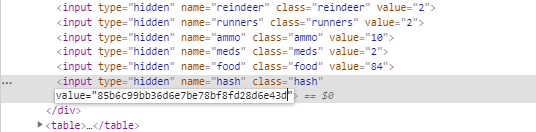 <input type="hidden" name="reindeer" class="reindeer" value="2">
<input type="hidden" name="runners" class="runners" value="2">
<input type="hidden" name="ammo" class="ammo" value="10">
<input type="hidden" name="meds" class="meds" value="2">
<input type="hidden" name="food" class="food" value="84">
... <input type="hidden" name="hash" class="hash"
value="85b6c99bb36d6e7be78bf8fd28d6e43d"> == $0
</div>
▶<table>…</table>